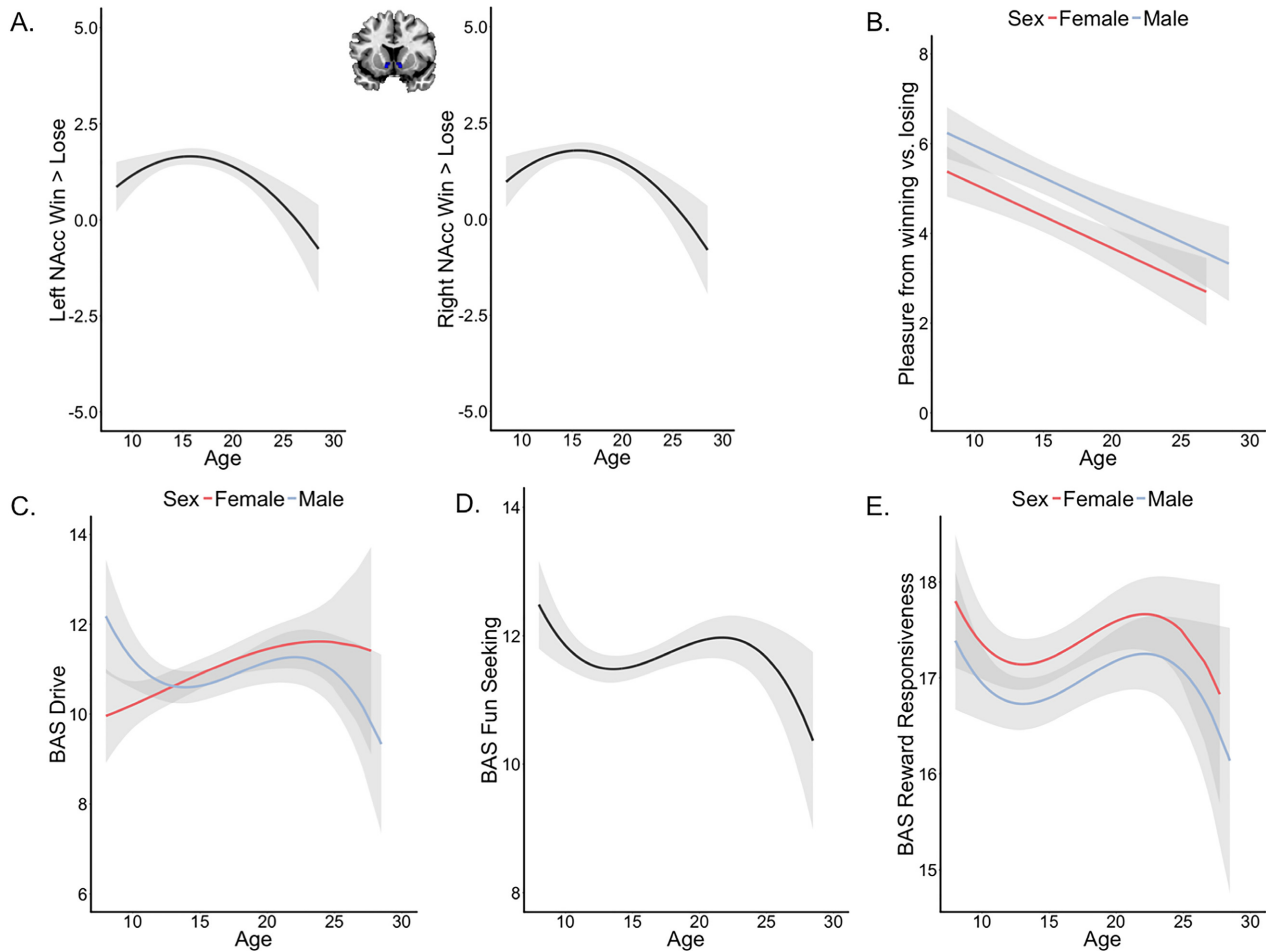 A.
5.0
2.5
0.0
-2.5
-5.0
Left NAcc Win > Lose
10 15 20 25 30
Age
5.0
2.5
0.0
-2.5
-5.0
Right NAcc Win > Lose
10 15 20 25 30
Age
B.
Sex Female Male
8
6
4
2
0
Pleasure from winning vs. losing
10 15 20 25 30
Age
C.
Sex Female Male
14
12
10
8
6
BAS Drive
10 15 20 25 30
Age
D.
14
12
10
8
BAS Fun Seeking
10 15 20 25 30
Age
E.
Sex Female Male
18
17
16
15
BAS Reward Responsiveness
10 15 20 25 30
Age